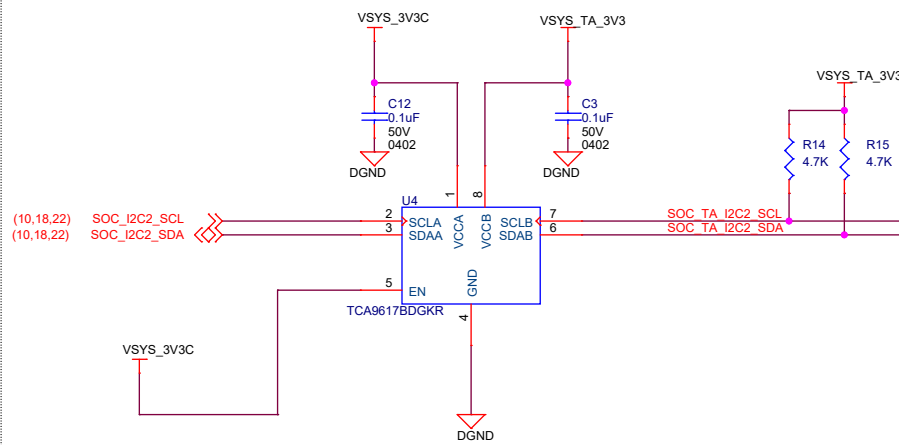 VSYS_3V3C
VSYS_TA_3V3
VSYS_TA_3V3
C12
0.1uF
50V
0402
DGND
C3
0.1uF
50V
0402
DGND
R14
4.7K
R15
4.7K
U4
1
8
(10,18,22) SOC_I2C2_SCL
2
SCLA
VCCA
VCCB
SCLB
7
SOC_TA_I2C2_SCL
(10,18,22) SOC_I2C2_SDA
3
SDAA
SDAB
6
SOC_TA_I2C2_SDA
5
EN
GND
TCA9617BDGKR
4
VSYS_3V3C
DGND